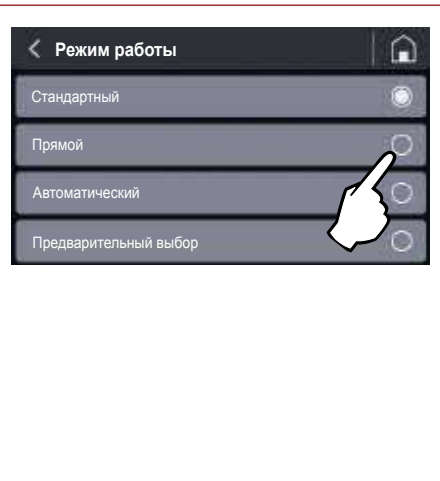 Режим работы
Стандартный
Прямой
Автоматический
Предварительный выбор